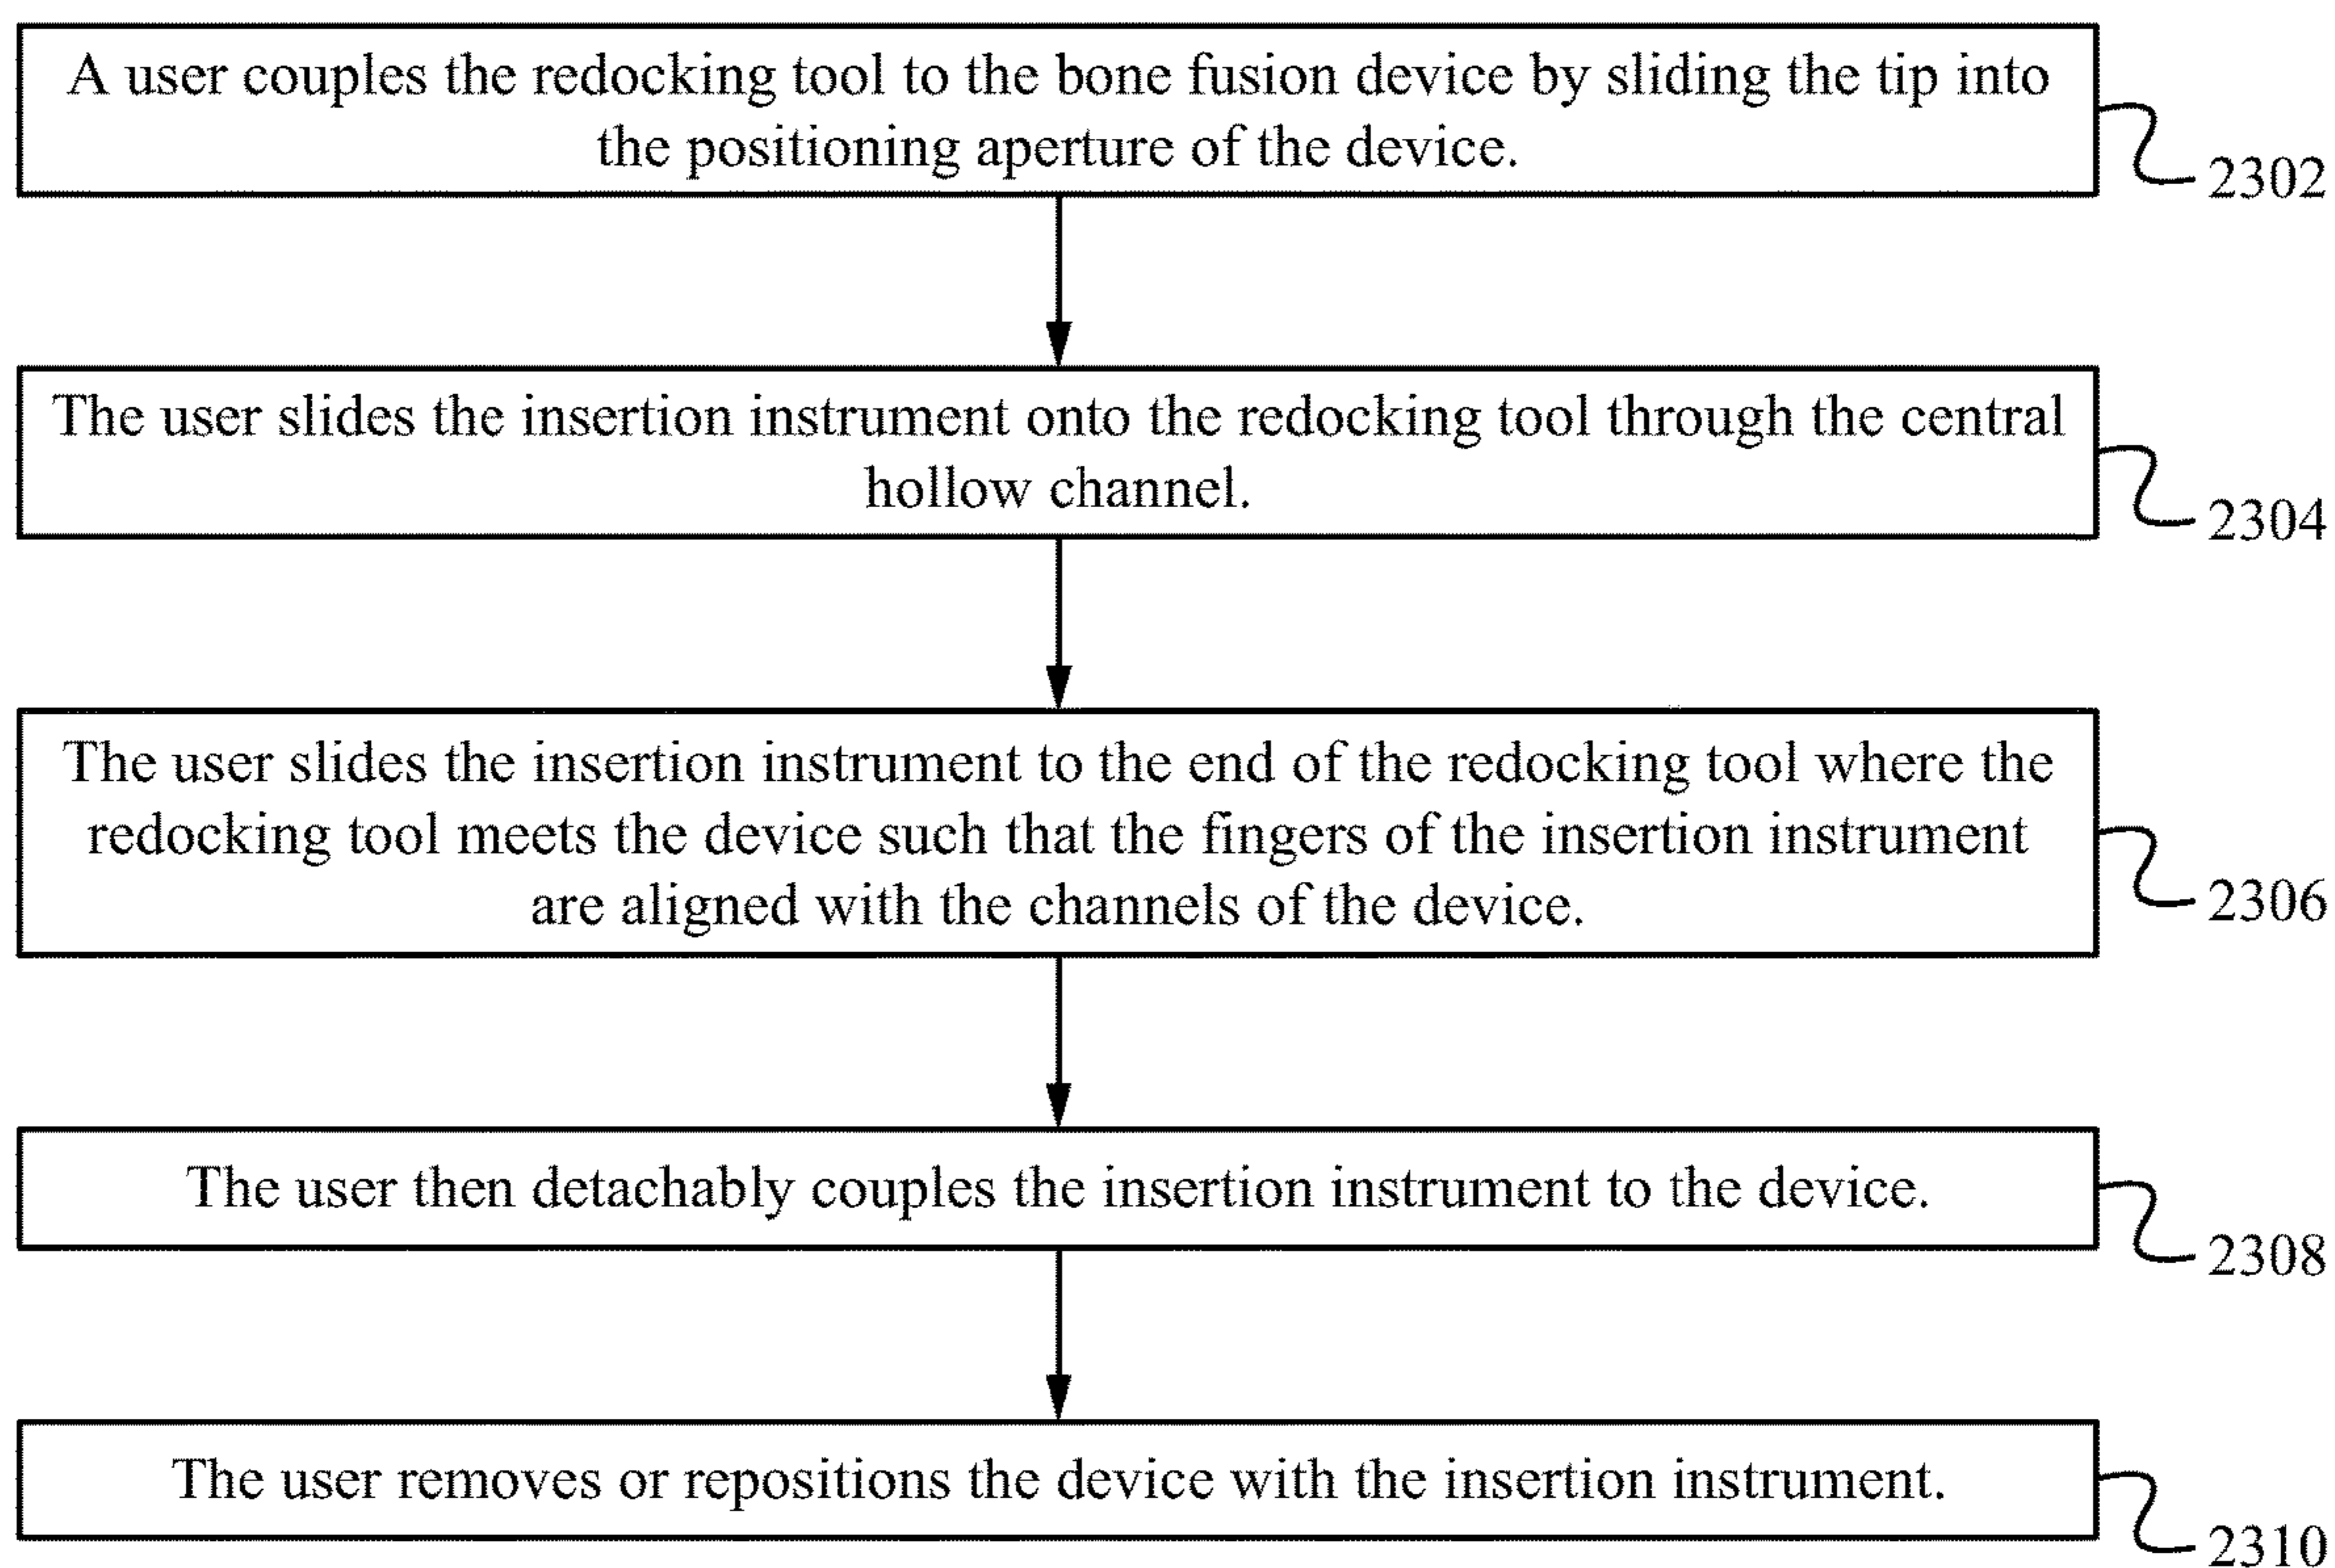 A user couples the redocking tool to the bone fusion device by sliding the tip into
the positioning aperture of the device.
2302
The user slides the insertion instrument onto the redocking tool through the central
hollow channel.
2304
The user slides the insertion instrument to the end of the redocking tool where the
redocking tool meets the device such that the fingers of the insertion instrument
are aligned with the channels of the device.
2306
The user then detachably couples the insertion instrument to the device.
2308
The user removes or repositions the device with the insertion instrument.
2310